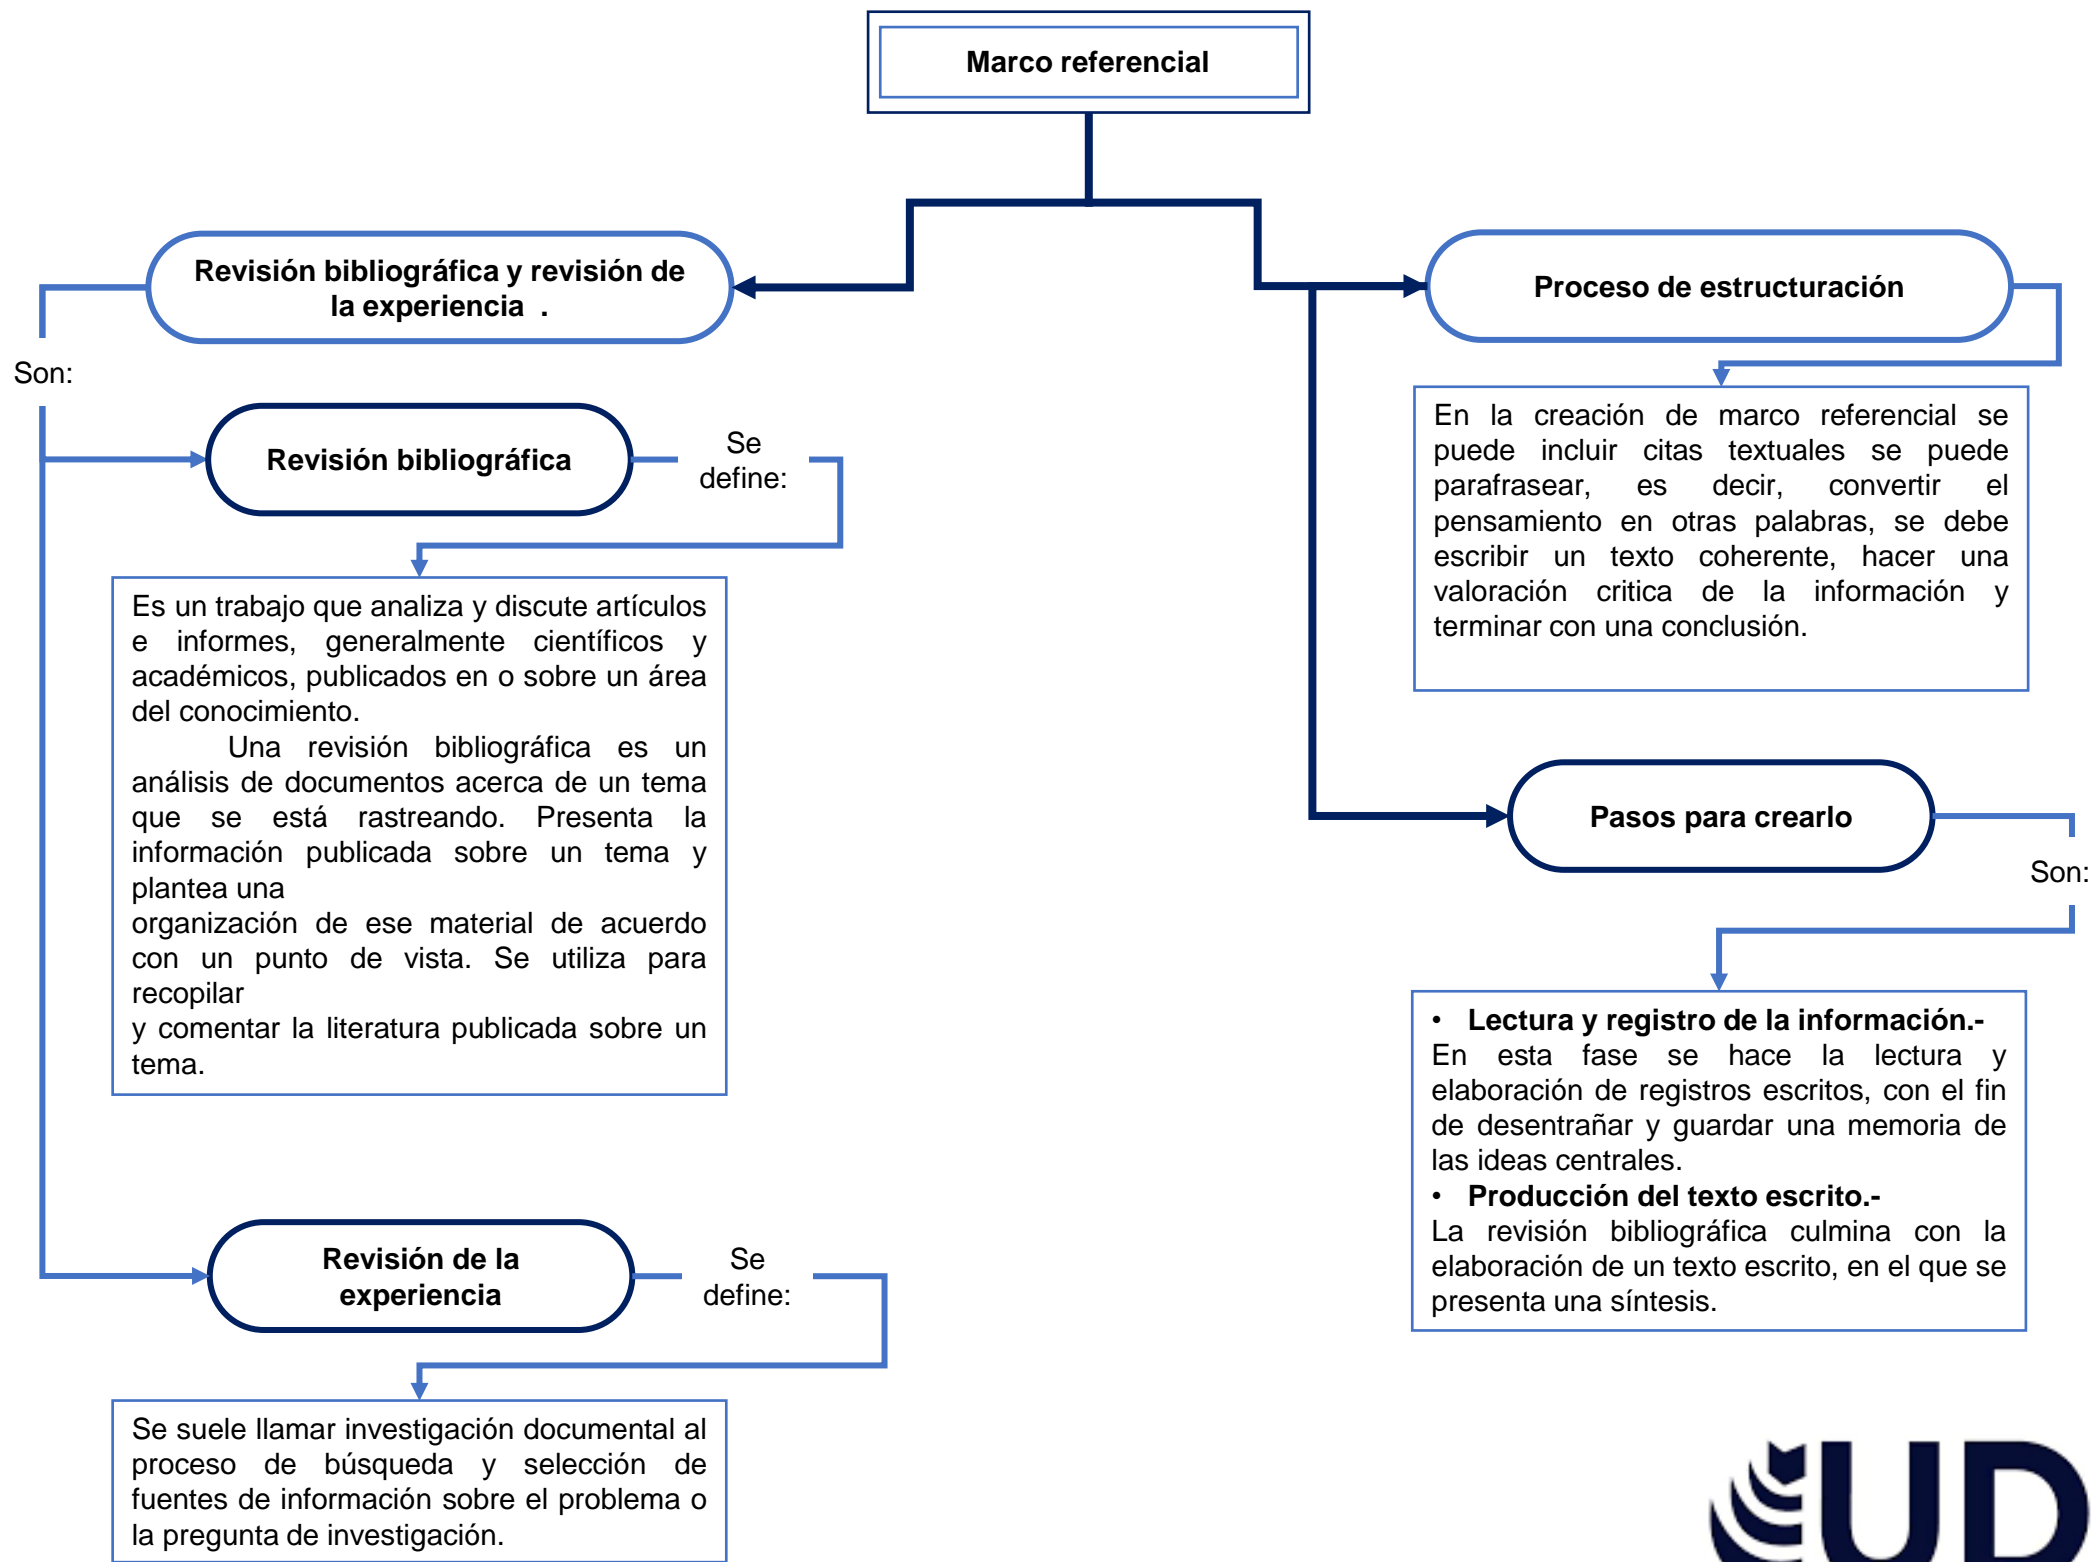 Marco referencial
Revisión bibliográfica y revisión de
la experiencia .
Son:
Revisión bibliográfica
Se
define:
Es un trabajo que analiza y discute artículos
e informes, generalmente científicos y
académicos, publicados en o sobre un área
del conocimiento.
Una revisión bibliográfica es un
análisis de documentos acerca de un tema
que se está rastreando. Presenta la
información publicada sobre un tema y
plantea una
organización de ese material de acuerdo
con un punto de vista. Se utiliza para
recopilar
y comentar la literatura publicada sobre un
tema.
Revisión de la
experiencia
Se
define:
Se suele llamar investigación documental al
proceso de búsqueda y selección de
fuentes de información sobre el problema o
la pregunta de investigación.
Proceso de estructuración
En la creación de marco referencial se
puede incluir citas textuales se puede
parafrasear, es decir, convertir el
pensamiento en otras palabras, se debe
escribir un texto coherente, hacer una
valoración critica de la información y
terminar con una conclusión.
Pasos para crearlo
Son:
• Lectura y registro de la información.-
En esta fase se hace la lectura y
elaboración de registros escritos, con el fin
de desentrañar y guardar una memoria de
las ideas centrales.
• Producción del texto escrito.-
La revisión bibliográfica culmina con la
elaboración de un texto escrito, en el que se
presenta una síntesis.
UD